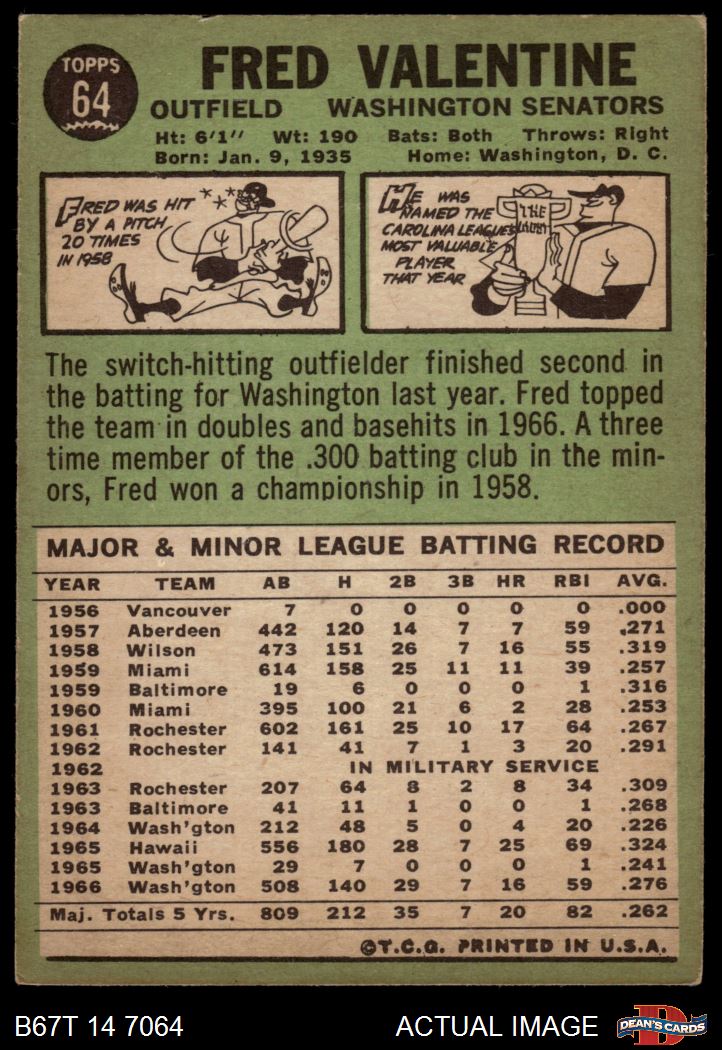 TOPPS
64
FRED VALENTINE
OUTFIELD WASHINGTON SENATORS
Ht: 6'1" Wt: 190 Bats: Both Throws: Right
Born: Jan. 9, 1935 Home: Washington, D. C.
FRED WAS HIT
BY A PITCH
20 TIMES
IN 1958
HE WAS
NAMED THE
CAROLINA LEAGUE'S
MOST VALUABLE
PLAYER
THAT YEAR
THE
The switch-hitting outfielder finished second in
the batting for Washington last year. Fred topped
the team in doubles and basehits in 1966. A three
time member of the .300 batting club in the min-
ors, Fred won a championship in 1958.
MAJOR & MINOR LEAGUE BATTING RECORD
YEAR TEAM AB H 2B 3B HR RBI AVG.
1956 Vancouver 7 0 0 0 0 0 .000
1957 Aberdeen 442 120 14 7 7 59 .271
1958 Wilson 473 151 26 7 16 55 .319
1959 Miami 614 158 25 11 11 39 .257
1959 Baltimore 19 6 0 0 0 1 .316
1960 Miami 395 100 21 6 2 28 .253
1961 Rochester 602 161 25 10 17 64 .267
1962 Rochester 141 41 7 1 3 20 .291
1962 IN MILITARY SERVICE
1963 Rochester 207 64 8 2 8 34 .309
1963 Baltimore 41 11 1 0 0 1 .268
1964 Wash'gton 212 48 5 0 4 20 .226
1965 Hawaii 556 180 28 7 25 69 .324
1965 Wash'gton 29 7 0 0 0 1 .241
1966 Wash'gton 508 140 29 7 16 59 .276
Maj. Totals 5 Yrs. 809 212 35 7 20 82 .262
©T.C.G. PRINTED IN U.S.A.
B67T 14 7064 ACTUAL IMAGE
D
DEAN'S CARDS